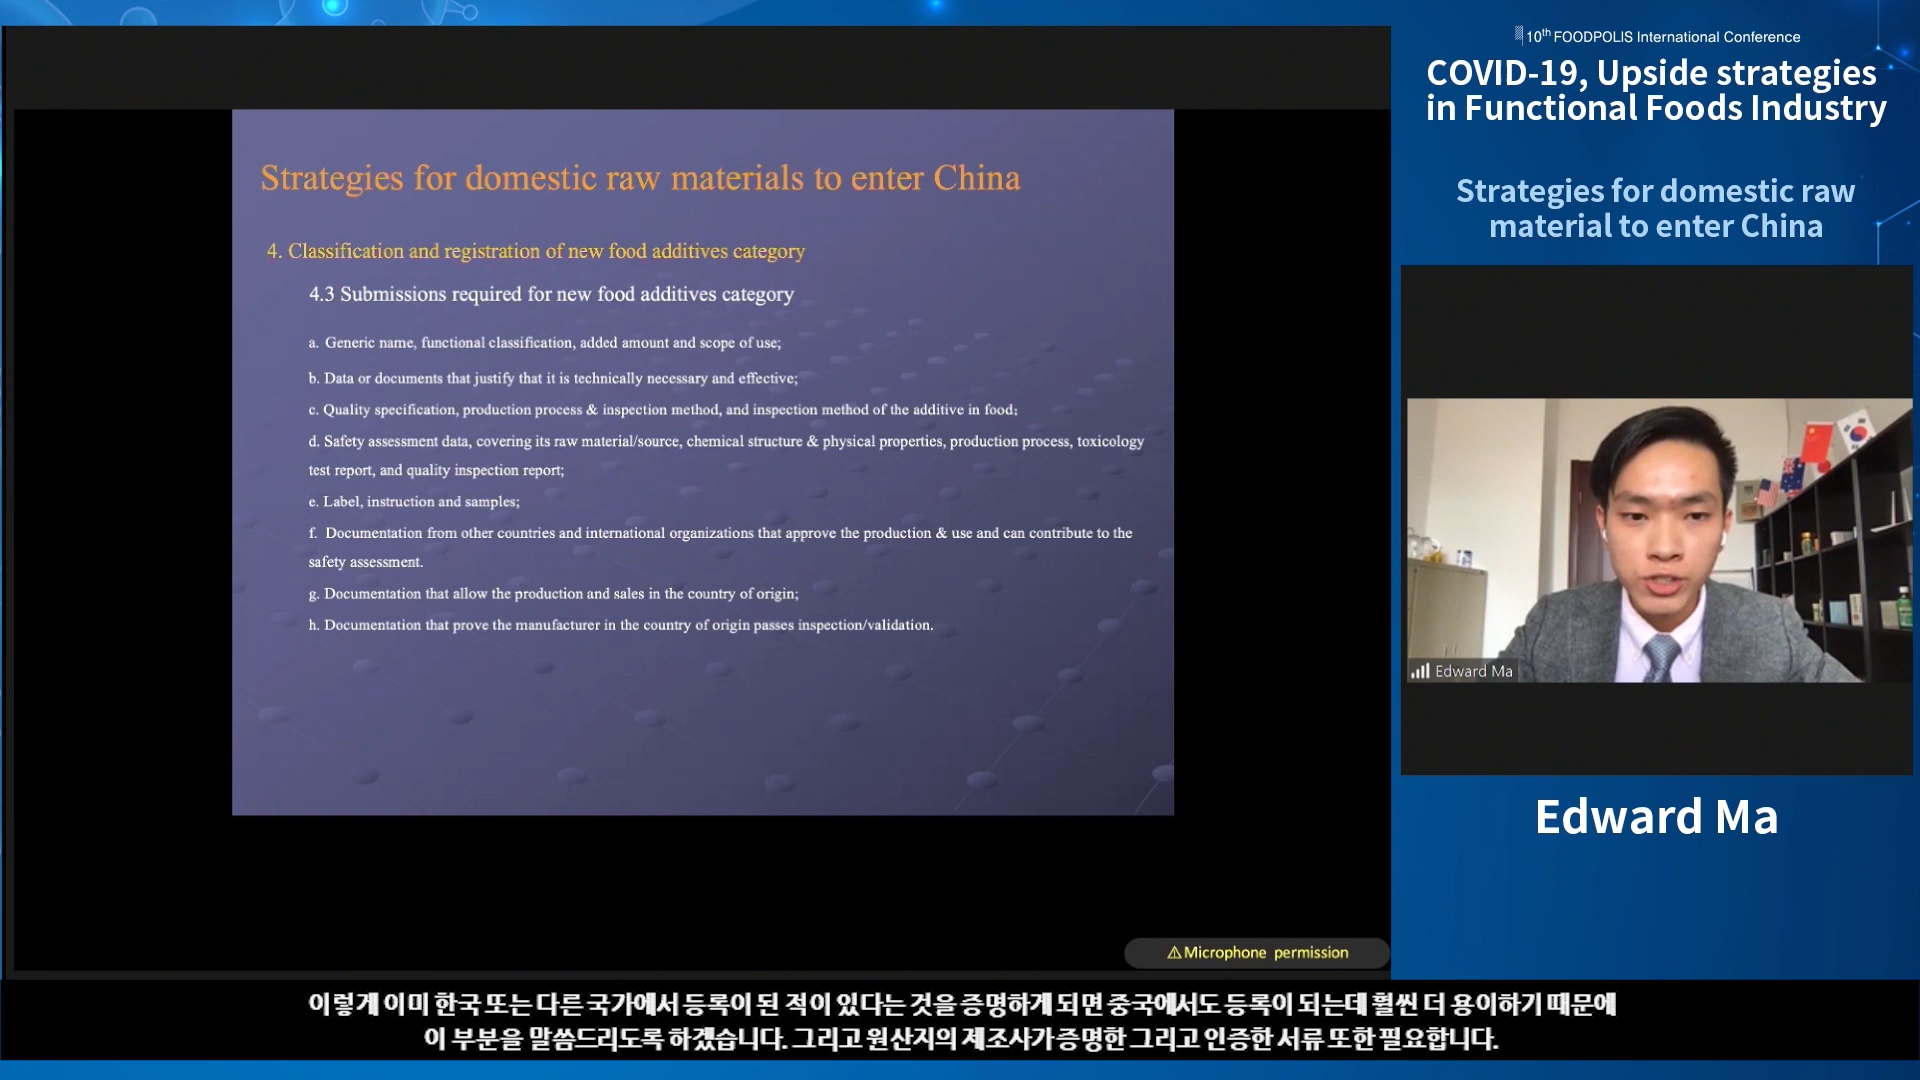 10th FOODPOLIS International Conference
COVID-19, Upside strategies
in Functional Foods Industry
Strategies for domestic raw
material to enter China
Strategies for domestic raw materials to enter China
4. Classification and registration of new food additives category
4.3 Submissions required for new food additives category
a. Generic name, functional classification, added amount and scope of use;
b. Data or documents that justify that it is technically necessary and effective;
c. Quality specification, production process & inspection method, and inspection method of the additive in food;
d. Safety assessment data, covering its raw material/source, chemical structure & physical properties, production process, toxicology
test report, and quality inspection report;
e. Label, instruction and samples;
f. Documentation from other countries and international organizations that approve the production & use and can contribute to the
safety assessment.
g. Documentation that allow the production and sales in the country of origin;
h. Documentation that prove the manufacturer in the country of origin passes inspection/validation.
Edward Ma
Edward Ma
⚠Microphone permission
이렇게 이미 한국 또는 다른 국가에서 등록이 된 적이 있다는 것을 증명하게 되면 중국에서도 등록이 되는데 훨씬 더 용이하기 때문에
이 부분을 말씀드리도록 하겠습니다. 그리고 원산지의 제조사가 증명한 그리고 인증한 서류 또한 필요합니다.